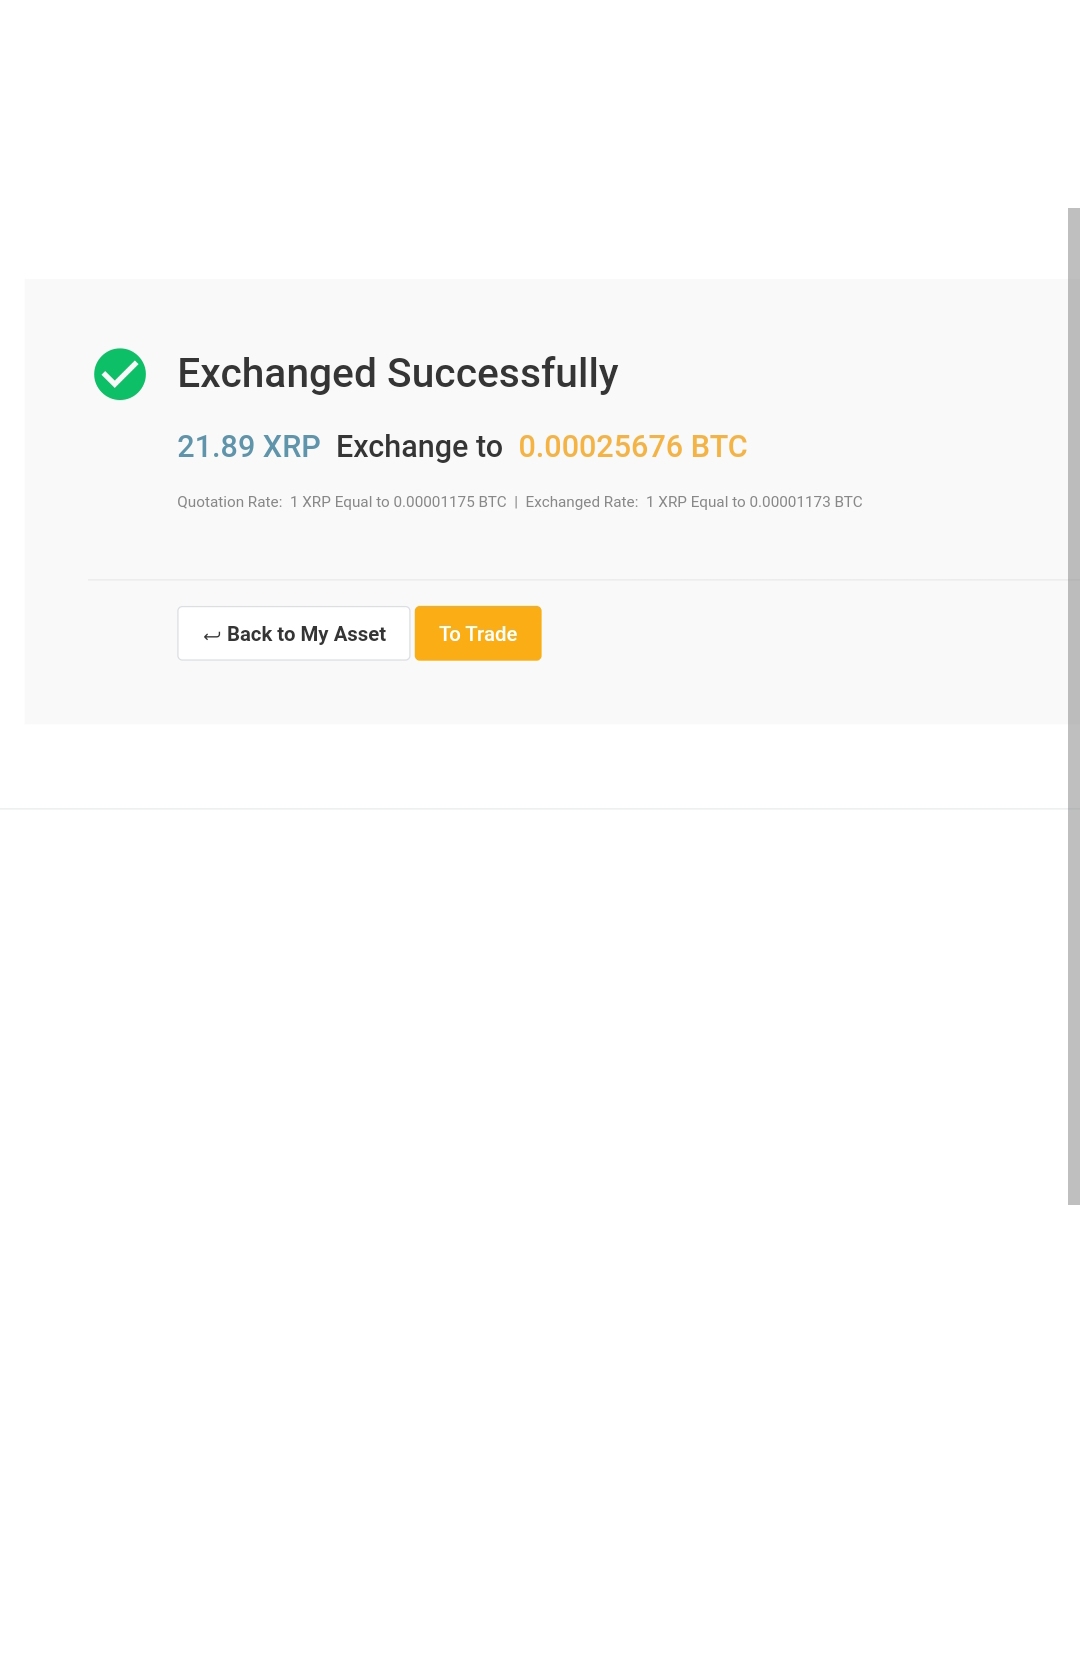 Exchanged Successfully
21.89 XRP Exchange to 0.00025676 BTC
Quotation Rate: 1 XRP Equal to 0.00001175 BTC | Exchanged Rate: 1 XRP Equal to 0.00001173 BTC
Back to My Asset To Trade